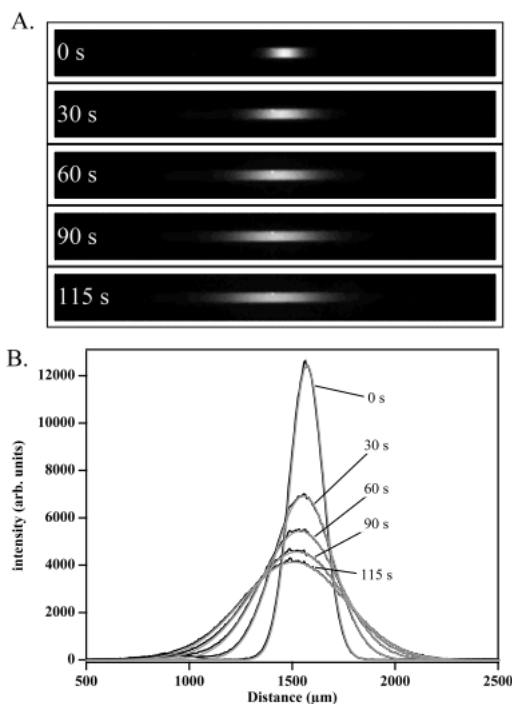 A.
0 s
30 s
60 s
90 s
115 s
B.
12000
10000
8000
6000
4000
2000
0
intensity (arb. units)
0 s
30 s
60 s
90 s
115 s
500
1000
1500
2000
2500
Distance (µm)